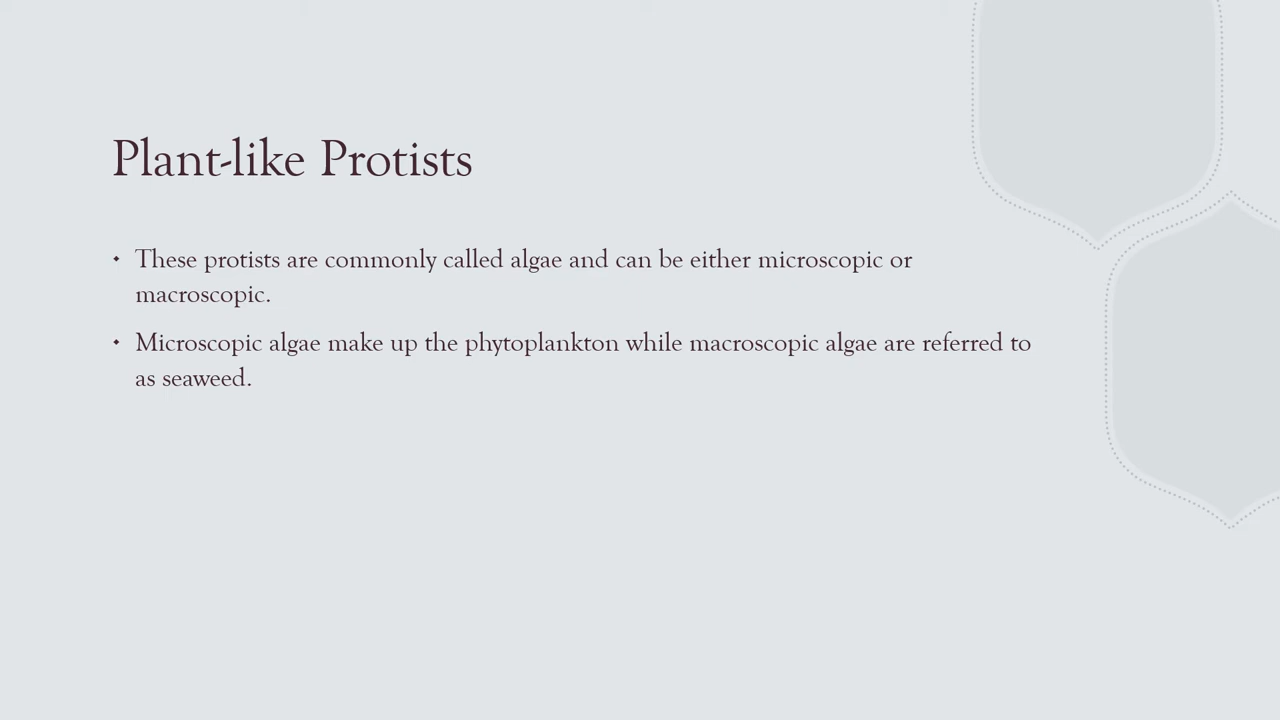 Plant-like Protists
• These protists are commonly called algae and can be either microscopic or
macroscopic.
• Microscopic algae make up the phytoplankton while macroscopic algae are referred to
as seaweed.